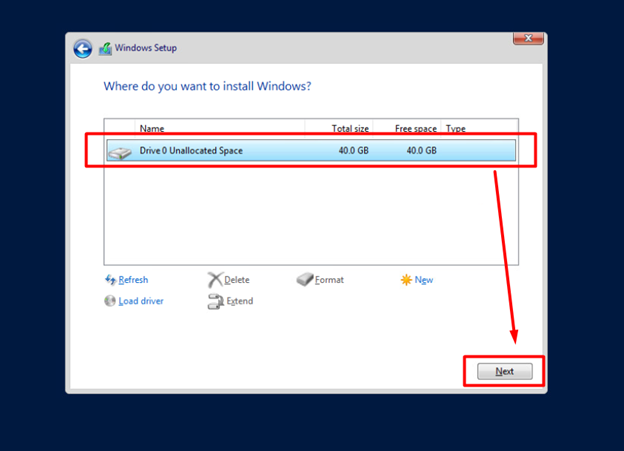 Windows Setup
Where do you want to install Windows?
Name Total size Free space Type
Drive 0 Unallocated Space 40.0 GB 40.0 GB
Refresh Delete Format New
Load driver Extend
Next